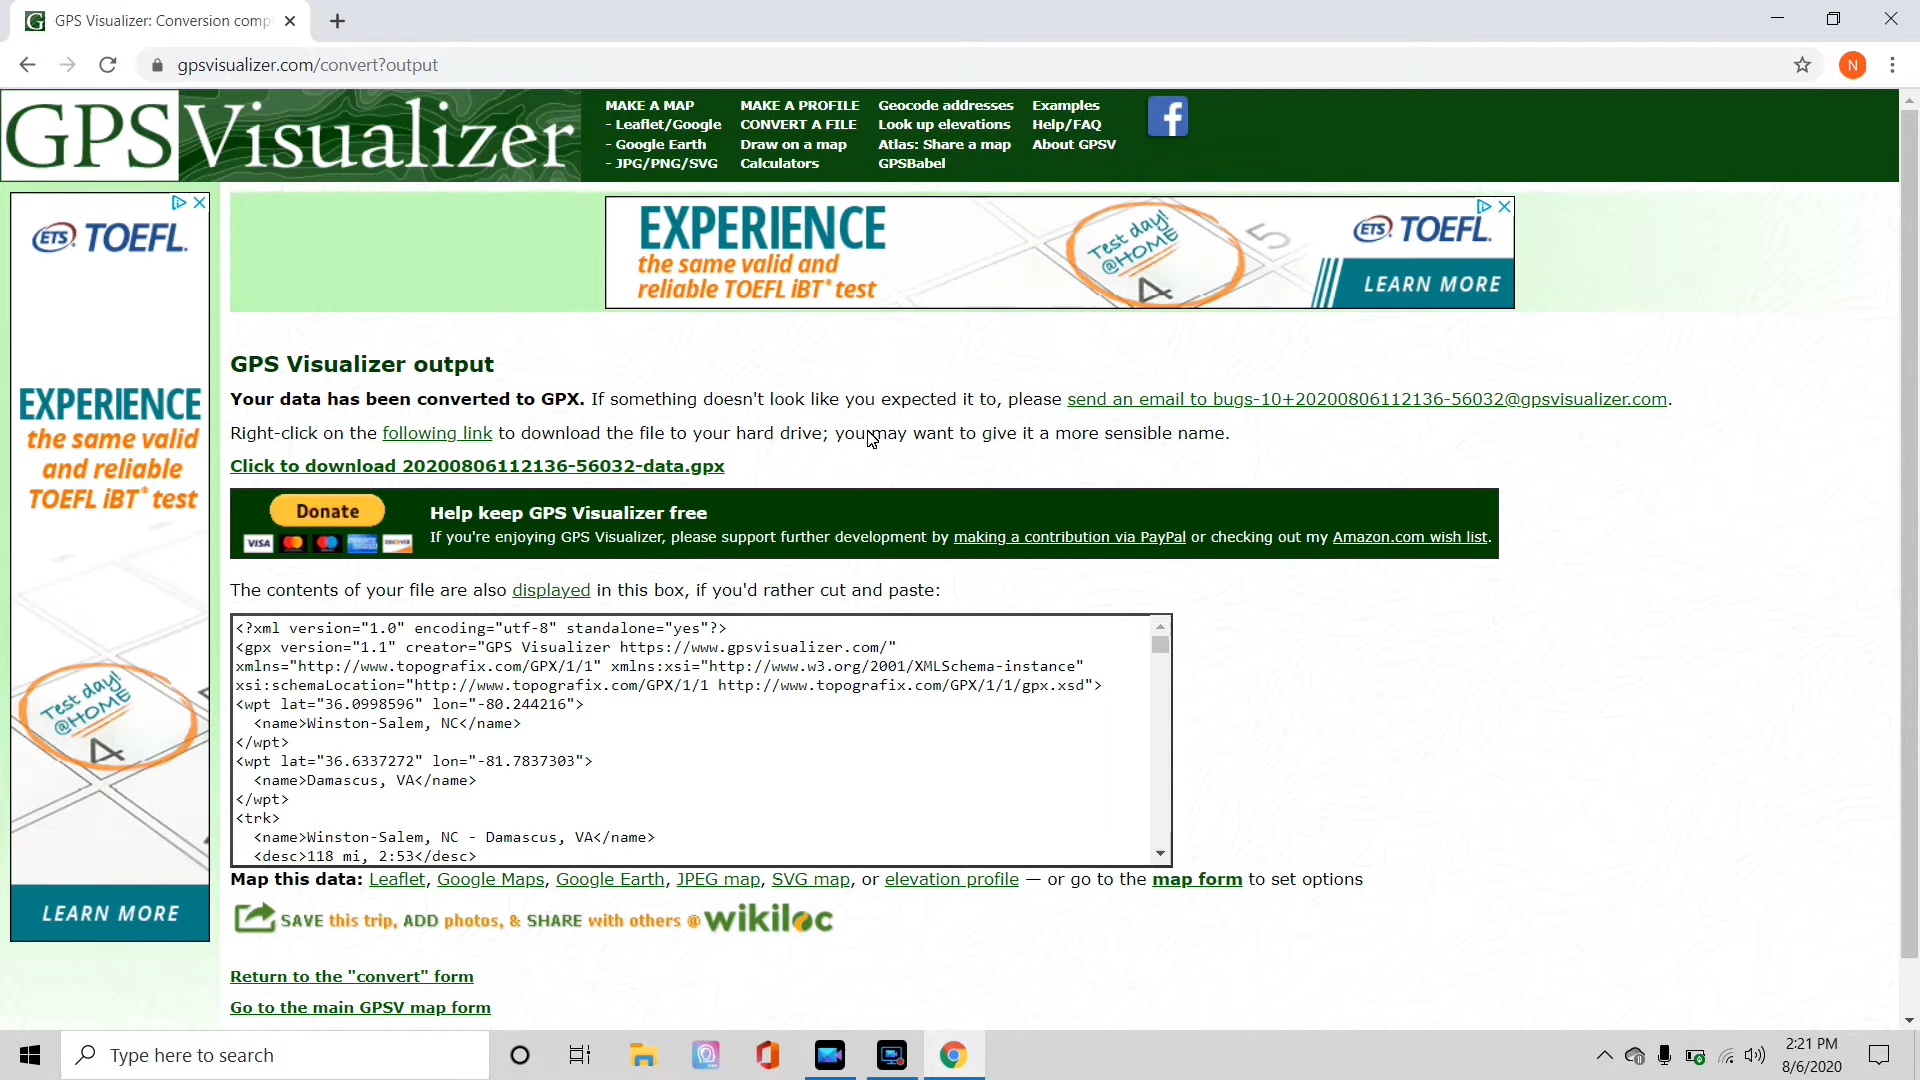 GPS Visualizer: Conversion comp
gpsvisualizer.com/convert?output
N
GPSVisualizer
MAKE A MAP
- Leaflet/Google
- Google Earth
- JPG/PNG/SVG
MAKE A PROFILE
CONVERT A FILE
Draw on a map
Calculators
Geocode addresses
Look up elevations
Atlas: Share a map
GPSBabel
Examples
Help/FAQ
About GPSV
ETS TOEFL.
EXPERIENCE
the same valid
and reliable
TOEFL iBT® test
Test day!
@HOME
4
LEARN MORE
EXPERIENCE
the same valid and
reliable TOEFL iBT® test
Test day!
@HOME
4
5
ETS TOEFL.
LEARN MORE
GPS Visualizer output
Your data has been converted to GPX. If something doesn't look like you expected it to, please send an email to bugs-10+20200806112136-56032@gpsvisualizer.com.
Right-click on the following link to download the file to your hard drive; you may want to give it a more sensible name.
Click to download 20200806112136-56032-data.gpx
Donate
VISA
DISCOVER
Help keep GPS Visualizer free
If you're enjoying GPS Visualizer, please support further development by making a contribution via PayPal or checking out my Amazon.com wish list.
The contents of your file are also displayed in this box, if you'd rather cut and paste:
<?xml version="1.0" encoding="utf-8" standalone="yes"?>
<gpx version="1.1" creator="GPS Visualizer https://www.gpsvisualizer.com/"
xmlns="http://www.topografix.com/GPX/1/1" xmlns:xsi="http://www.w3.org/2001/XMLSchema-instance"
xsi:schemaLocation="http://www.topografix.com/GPX/1/1 http://www.topografix.com/GPX/1/1/gpx.xsd">
<wpt lat="36.0998596" lon="-80.244216">
<name>Winston-Salem, NC</name>
</wpt>
<wpt lat="36.6337272" lon="-81.7837303">
<name>Damascus, VA</name>
</wpt>
<trk>
<name>Winston-Salem, NC - Damascus, VA</name>
<desc>118 mi, 2:53</desc>
Map this data: Leaflet, Google Maps, Google Earth, JPEG map, SVG map, or elevation profile — or go to the map form to set options
SAVE this trip, ADD photos, & SHARE with others @ wikiloc
Return to the "convert" form
Go to the main GPSV map form
Type here to search
2:21 PM
8/6/2020